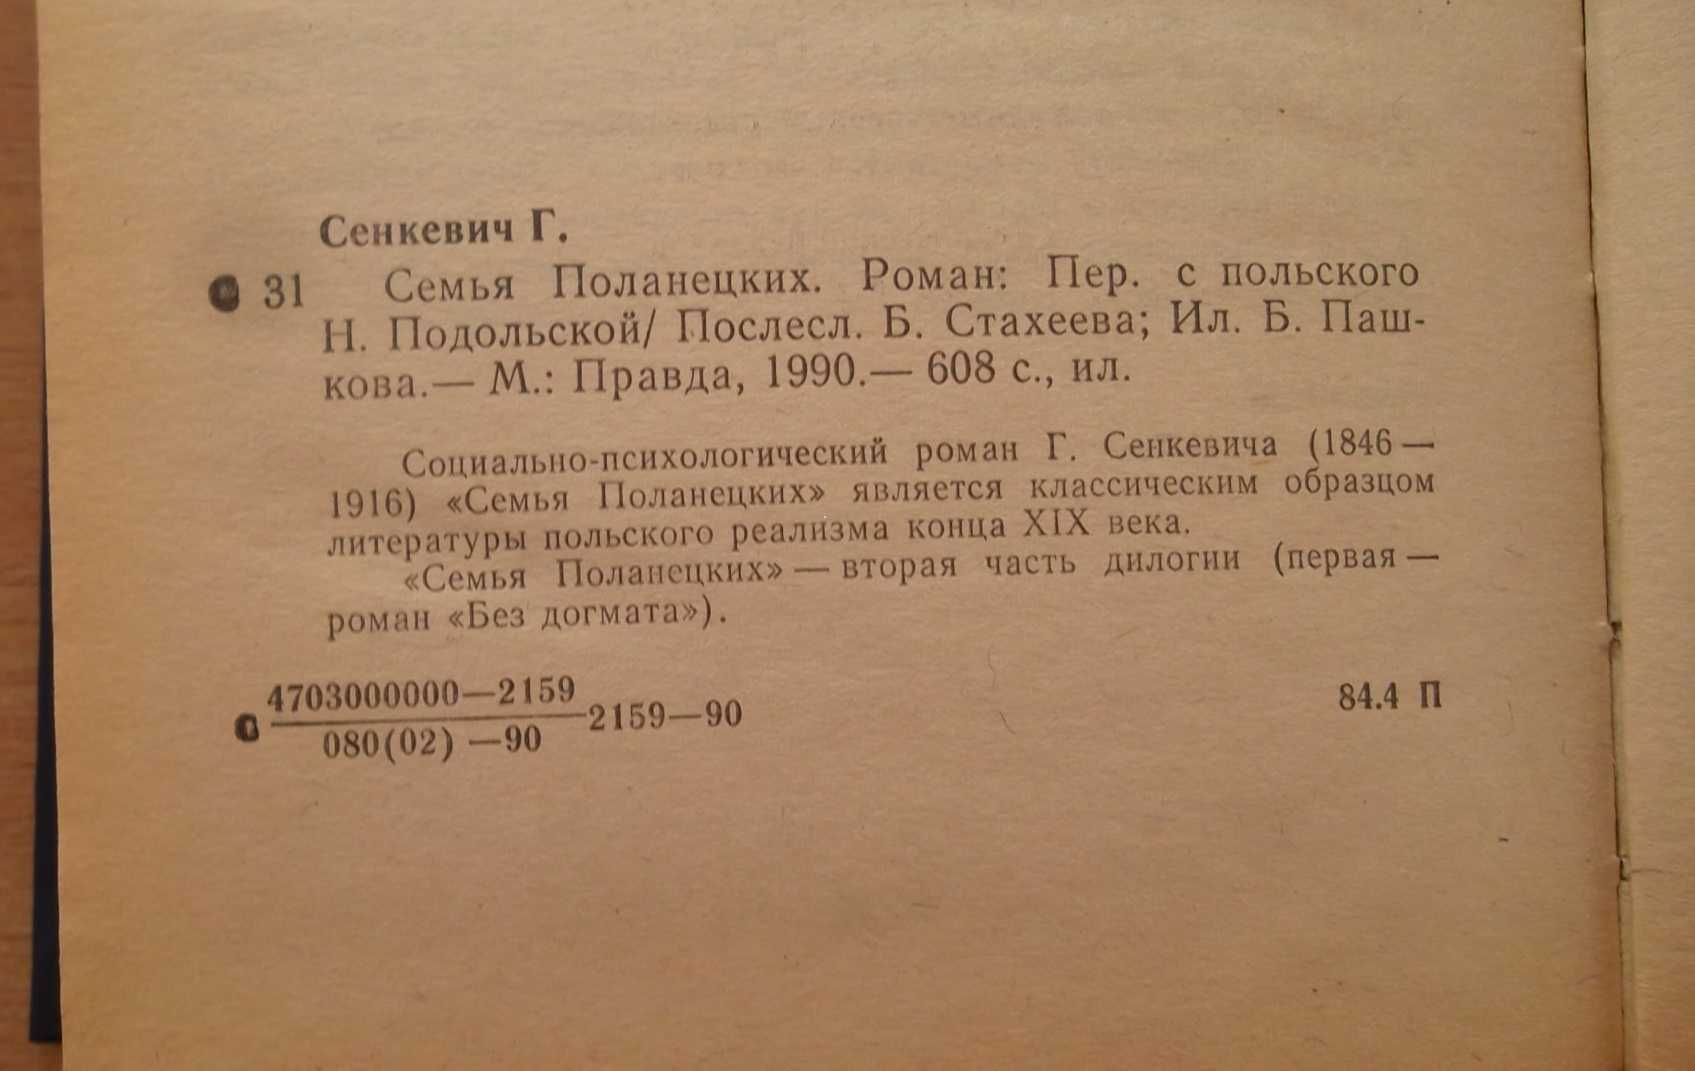 Сенкевич Г.
С 31 Семья Поланецких. Роман: Пер. с польского
Н. Подольской/ Послесл. Б. Стахеева; Ил. Б. Паш-
кова.— М.: Правда, 1990.— 608 с., ил.
Социально-психологический роман Г. Сенкевича (1846—
1916) «Семья Поланецких» является классическим образцом
литературы польского реализма конца XIX века.
«Семья Поланецких» — вторая часть дилогии (первая —
роман «Без догмата»).
4703000000—2159
2159—90
080(02) —90
84.4 П